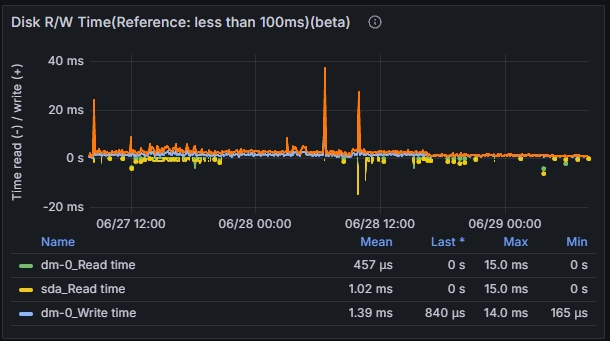 Disk R/W Time(Reference: less than 100ms)(beta)
Time read (-) / write (+)
40 ms
20 ms
0 s
-20 ms
06/27 12:00 06/28 00:00 06/28 12:00 06/29 00:00
Name Mean Last * Max Min
dm-0_Read time 457 µs 0 s 15.0 ms 0 s
sda_Read time 1.02 ms 0 s 15.0 ms 0 s
dm-0_Write time 1.39 ms 840 µs 14.0 ms 165 µs